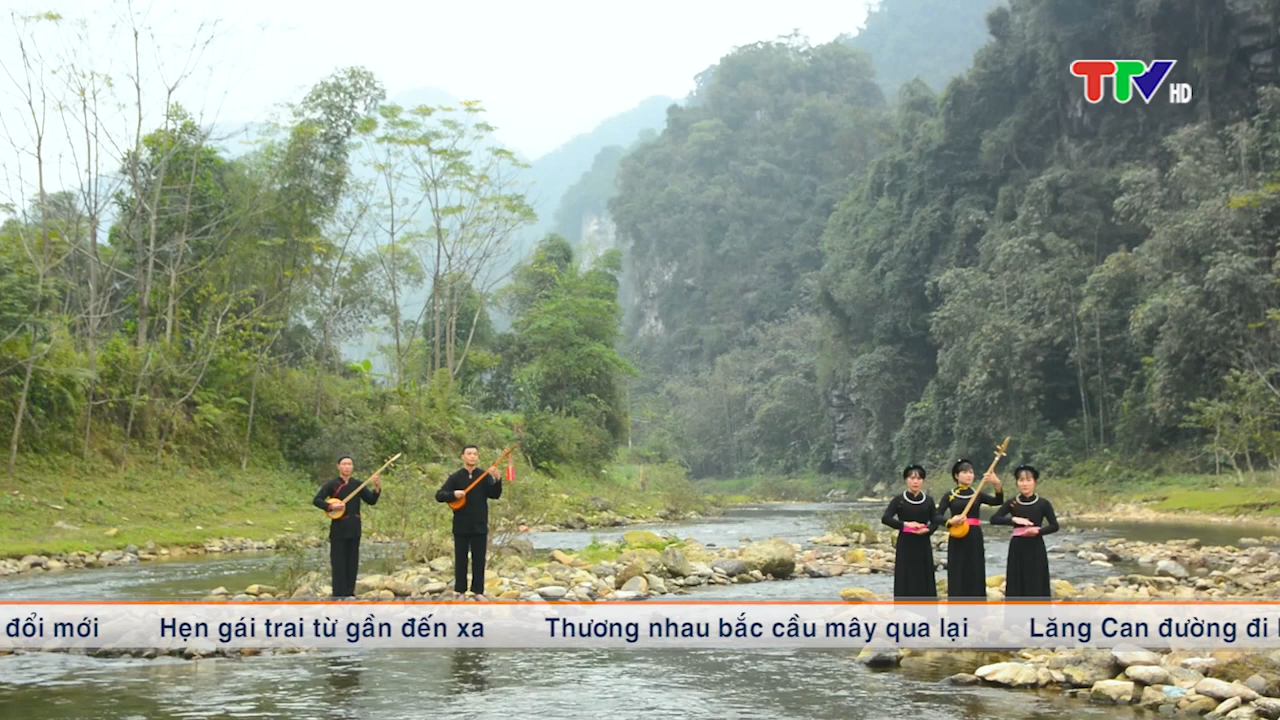 TTV HD
đổi mới Hẹn gái trai từ gần đến xa Thương nhau bắc cầu mây qua lại Lăng Can đường đi